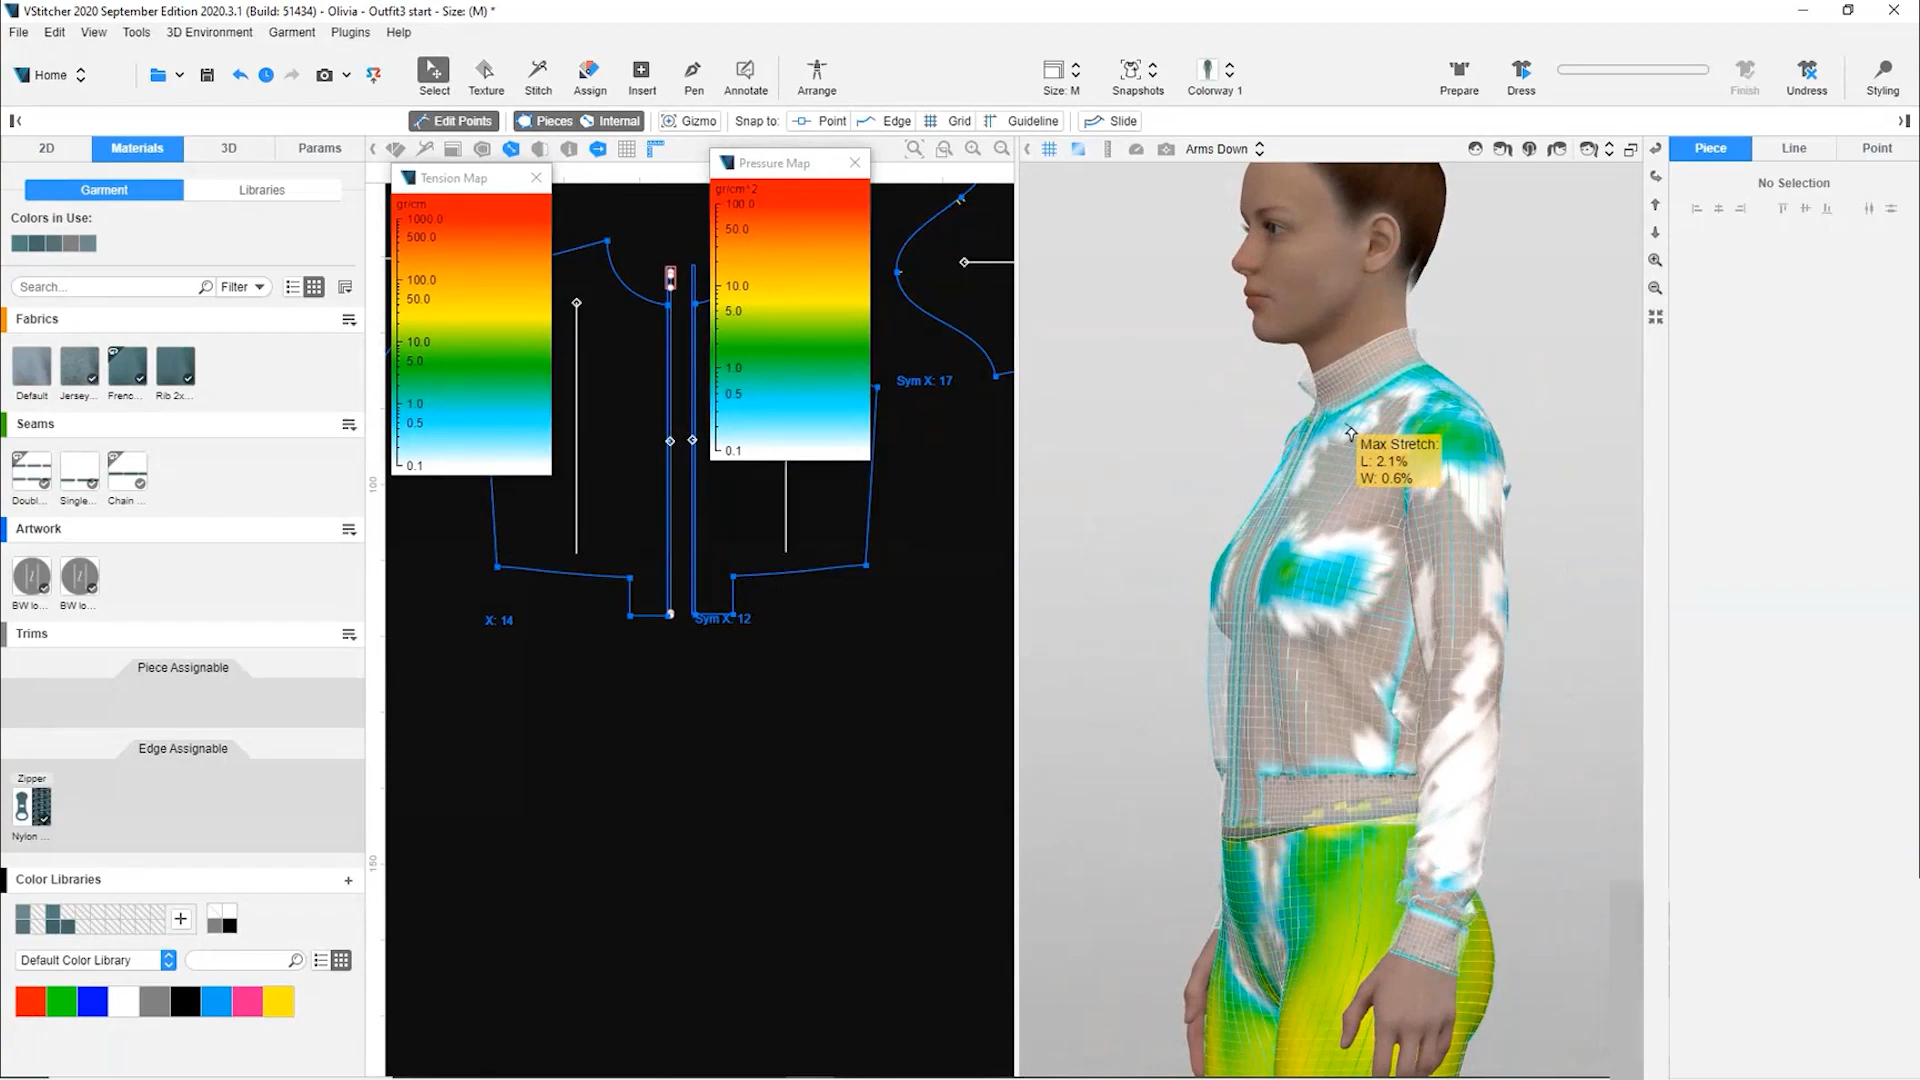 VStitcher 2020 September Edition 2020.3.1 (Build: 51434) - Olivia - Outfit3 start - Size: (M) *
File Edit View Tools 3D Environment Garment Plugins Help
Home
Select Texture Stitch Assign Insert Pen Annotate Arrange Size: M Snapshots Colorway 1 Prepare Dress Finish Undress Styling
Edit Points Pieces Internal Gizmo Snap to: Point Edge Grid Guideline Slide
2D Materials 3D Params
Arms Down
Piece Line Point
Garment Libraries
No Selection
Colors in Use:
Search...
Filter
Fabrics
Default Jersey... Frenc... Rib 2x...
Seams
Doubl... Single... Chain ...
Artwork
BW lo... BW lo...
Trims
Piece Assignable
Edge Assignable
Zipper
Nylon ...
Color Libraries
Default Color Library
Tension Map
gr/cm
1000.0
500.0
100.0
50.0
10.0
5.0
1.0
0.5
0.1
Pressure Map
gr/cm^2
100.0
50.0
10.0
5.0
1.0
0.5
0.1
100
150
Sym X: 17
X: 14
Sym X: 12
Max Stretch:
L: 2.1%
W: 0.6%